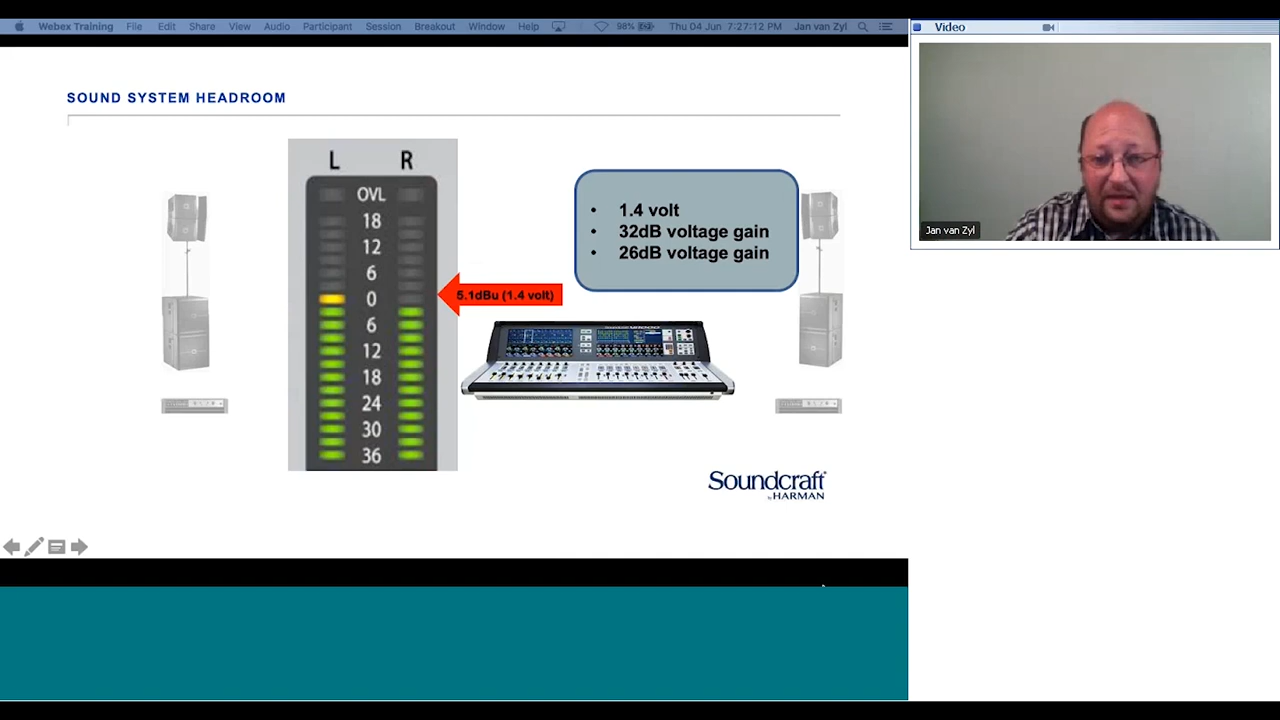 Webex Training File Edit Share View Audio Participant Session Breakout Window Help 98% Thu 04 Jun 7:27:12 PM Jan van Zyl
Video
SOUND SYSTEM HEADROOM
L R
OVL
18
12
6
0
6
12
18
24
30
36
5.1dBu (1.4 volt)
• 1.4 volt
• 32dB voltage gain
• 26dB voltage gain
Jan van Zyl
Soundcraft
by HARMAN